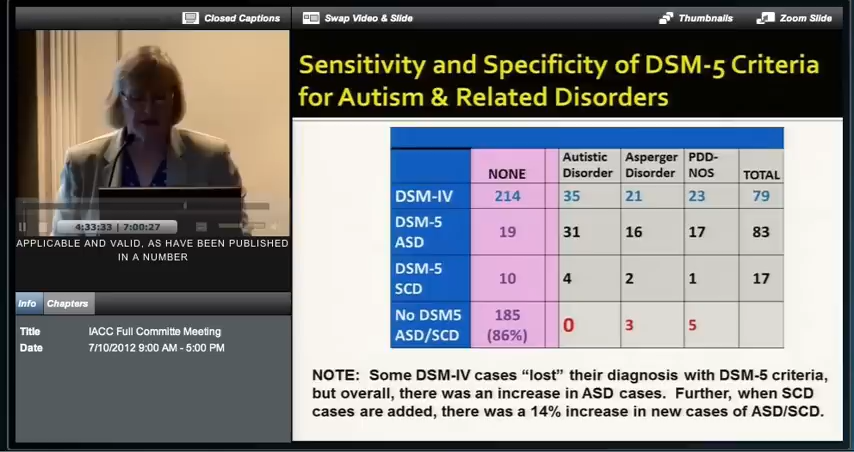 Closed Captions
Swap Video & Slide
Thumbnails
Zoom Slide
4:33:33 | 7:00:27
APPLICABLE AND VALID, AS HAVE BEEN PUBLISHED
IN A NUMBER
Info Chapters
Title IACC Full Committe Meeting
Date 7/10/2012 9:00 AM - 5:00 PM
Sensitivity and Specificity of DSM-5 Criteria
for Autism & Related Disorders
NONE Autistic Disorder Asperger Disorder PDD-NOS TOTAL
DSM-IV 214 35 21 23 79
DSM-5 ASD 19 31 16 17 83
DSM-5 SCD 10 4 2 1 17
No DSM5 ASD/SCD 185 (86%) 0 3 5
NOTE: Some DSM-IV cases "lost" their diagnosis with DSM-5 criteria,
but overall, there was an increase in ASD cases. Further, when SCD
cases are added, there was a 14% increase in new cases of ASD/SCD.